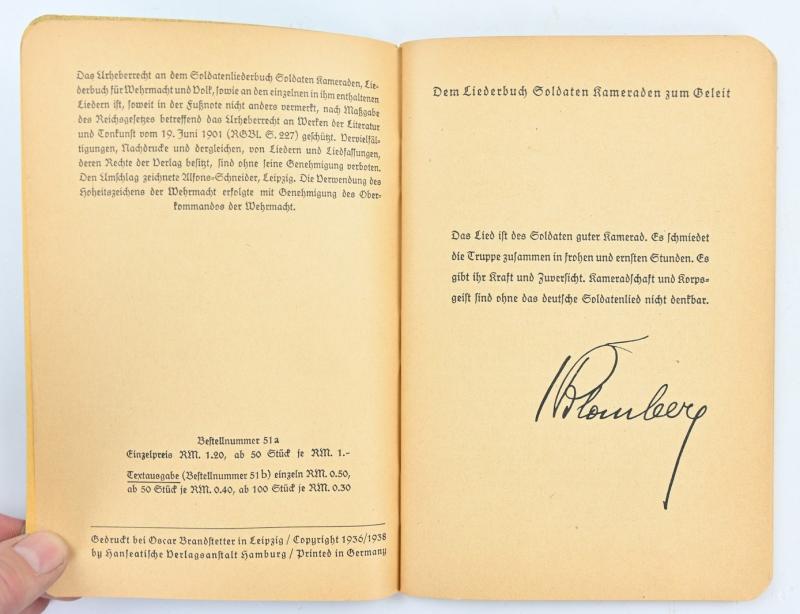 Das Urheberrecht an dem Soldatenliederbuch Soldaten Kameraden, Lie-
derbuch für Wehrmacht und Volk, sowie an den einzelnen in ihm enthaltenen
Liedern ist, soweit in der Fußnote nicht anders vermerkt, nach Maßgabe
des Reichsgesetzes betreffend das Urheberrecht an Werken der Literatur
und Tonkunst vom 19. Juni 1901 (RGBl. S. 227) geschützt. Vervielfäl-
tigungen, Nachdrucke und dergleichen, von Liedern und Liedfassungen,
deren Rechte der Verlag besitzt, sind ohne seine Genehmigung verboten.
Den Umschlag zeichnete Alfons Schneider, Leipzig. Die Verwendung des
Hoheitszeichens der Wehrmacht erfolgte mit Genehmigung des Ober-
kommandos der Wehrmacht.
Bestellnummer 51a
Einzelpreis RM. 1.20, ab 50 Stück je RM. 1.-
Textausgabe (Bestellnummer 51b) einzeln RM. 0.50,
ab 50 Stück je RM. 0.40, ab 100 Stück je RM. 0.30
Gedruckt bei Oscar Brandstetter in Leipzig / Copyright 1936/1938
by Hanseatische Verlagsanstalt Hamburg / Printed in Germany
Dem Liederbuch Soldaten Kameraden zum Geleit
Das Lied ist des Soldaten guter Kamerad. Es schmiedet
die Truppe zusammen in frohen und ernsten Stunden. Es
gibt ihr Kraft und Zuversicht. Kameradschaft und Korps-
geist sind ohne das deutsche Soldatenlied nicht denkbar.
v Blomberg